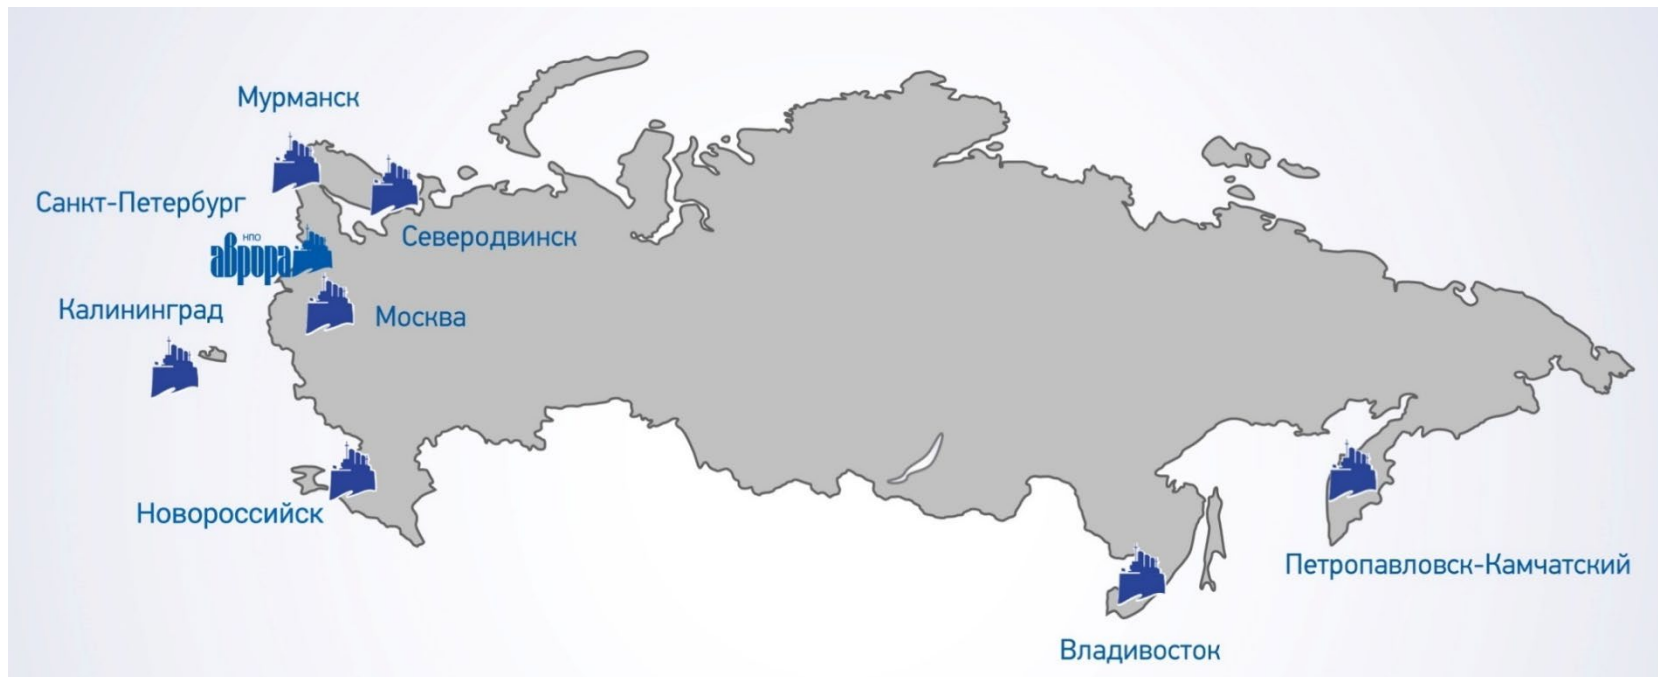 Мурманск
Санкт-Петербург
Северодвинск
НПО
аврора
Калининград
Москва
Новороссийск
Петропавловск-Камчатский
Владивосток